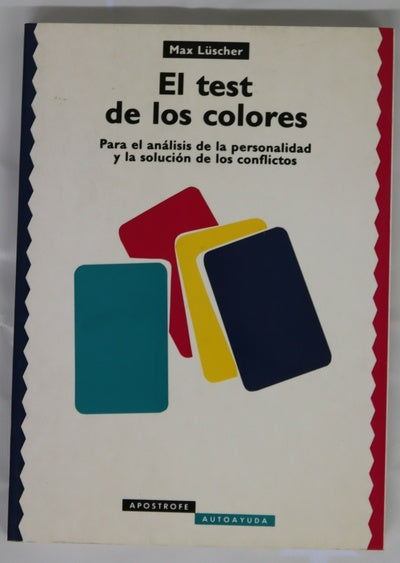 Max Lüscher
El test
de los colores
Para el análisis de la personalidad
y la solución de los conflictos
APOSTROFE
AUTOAYUDA